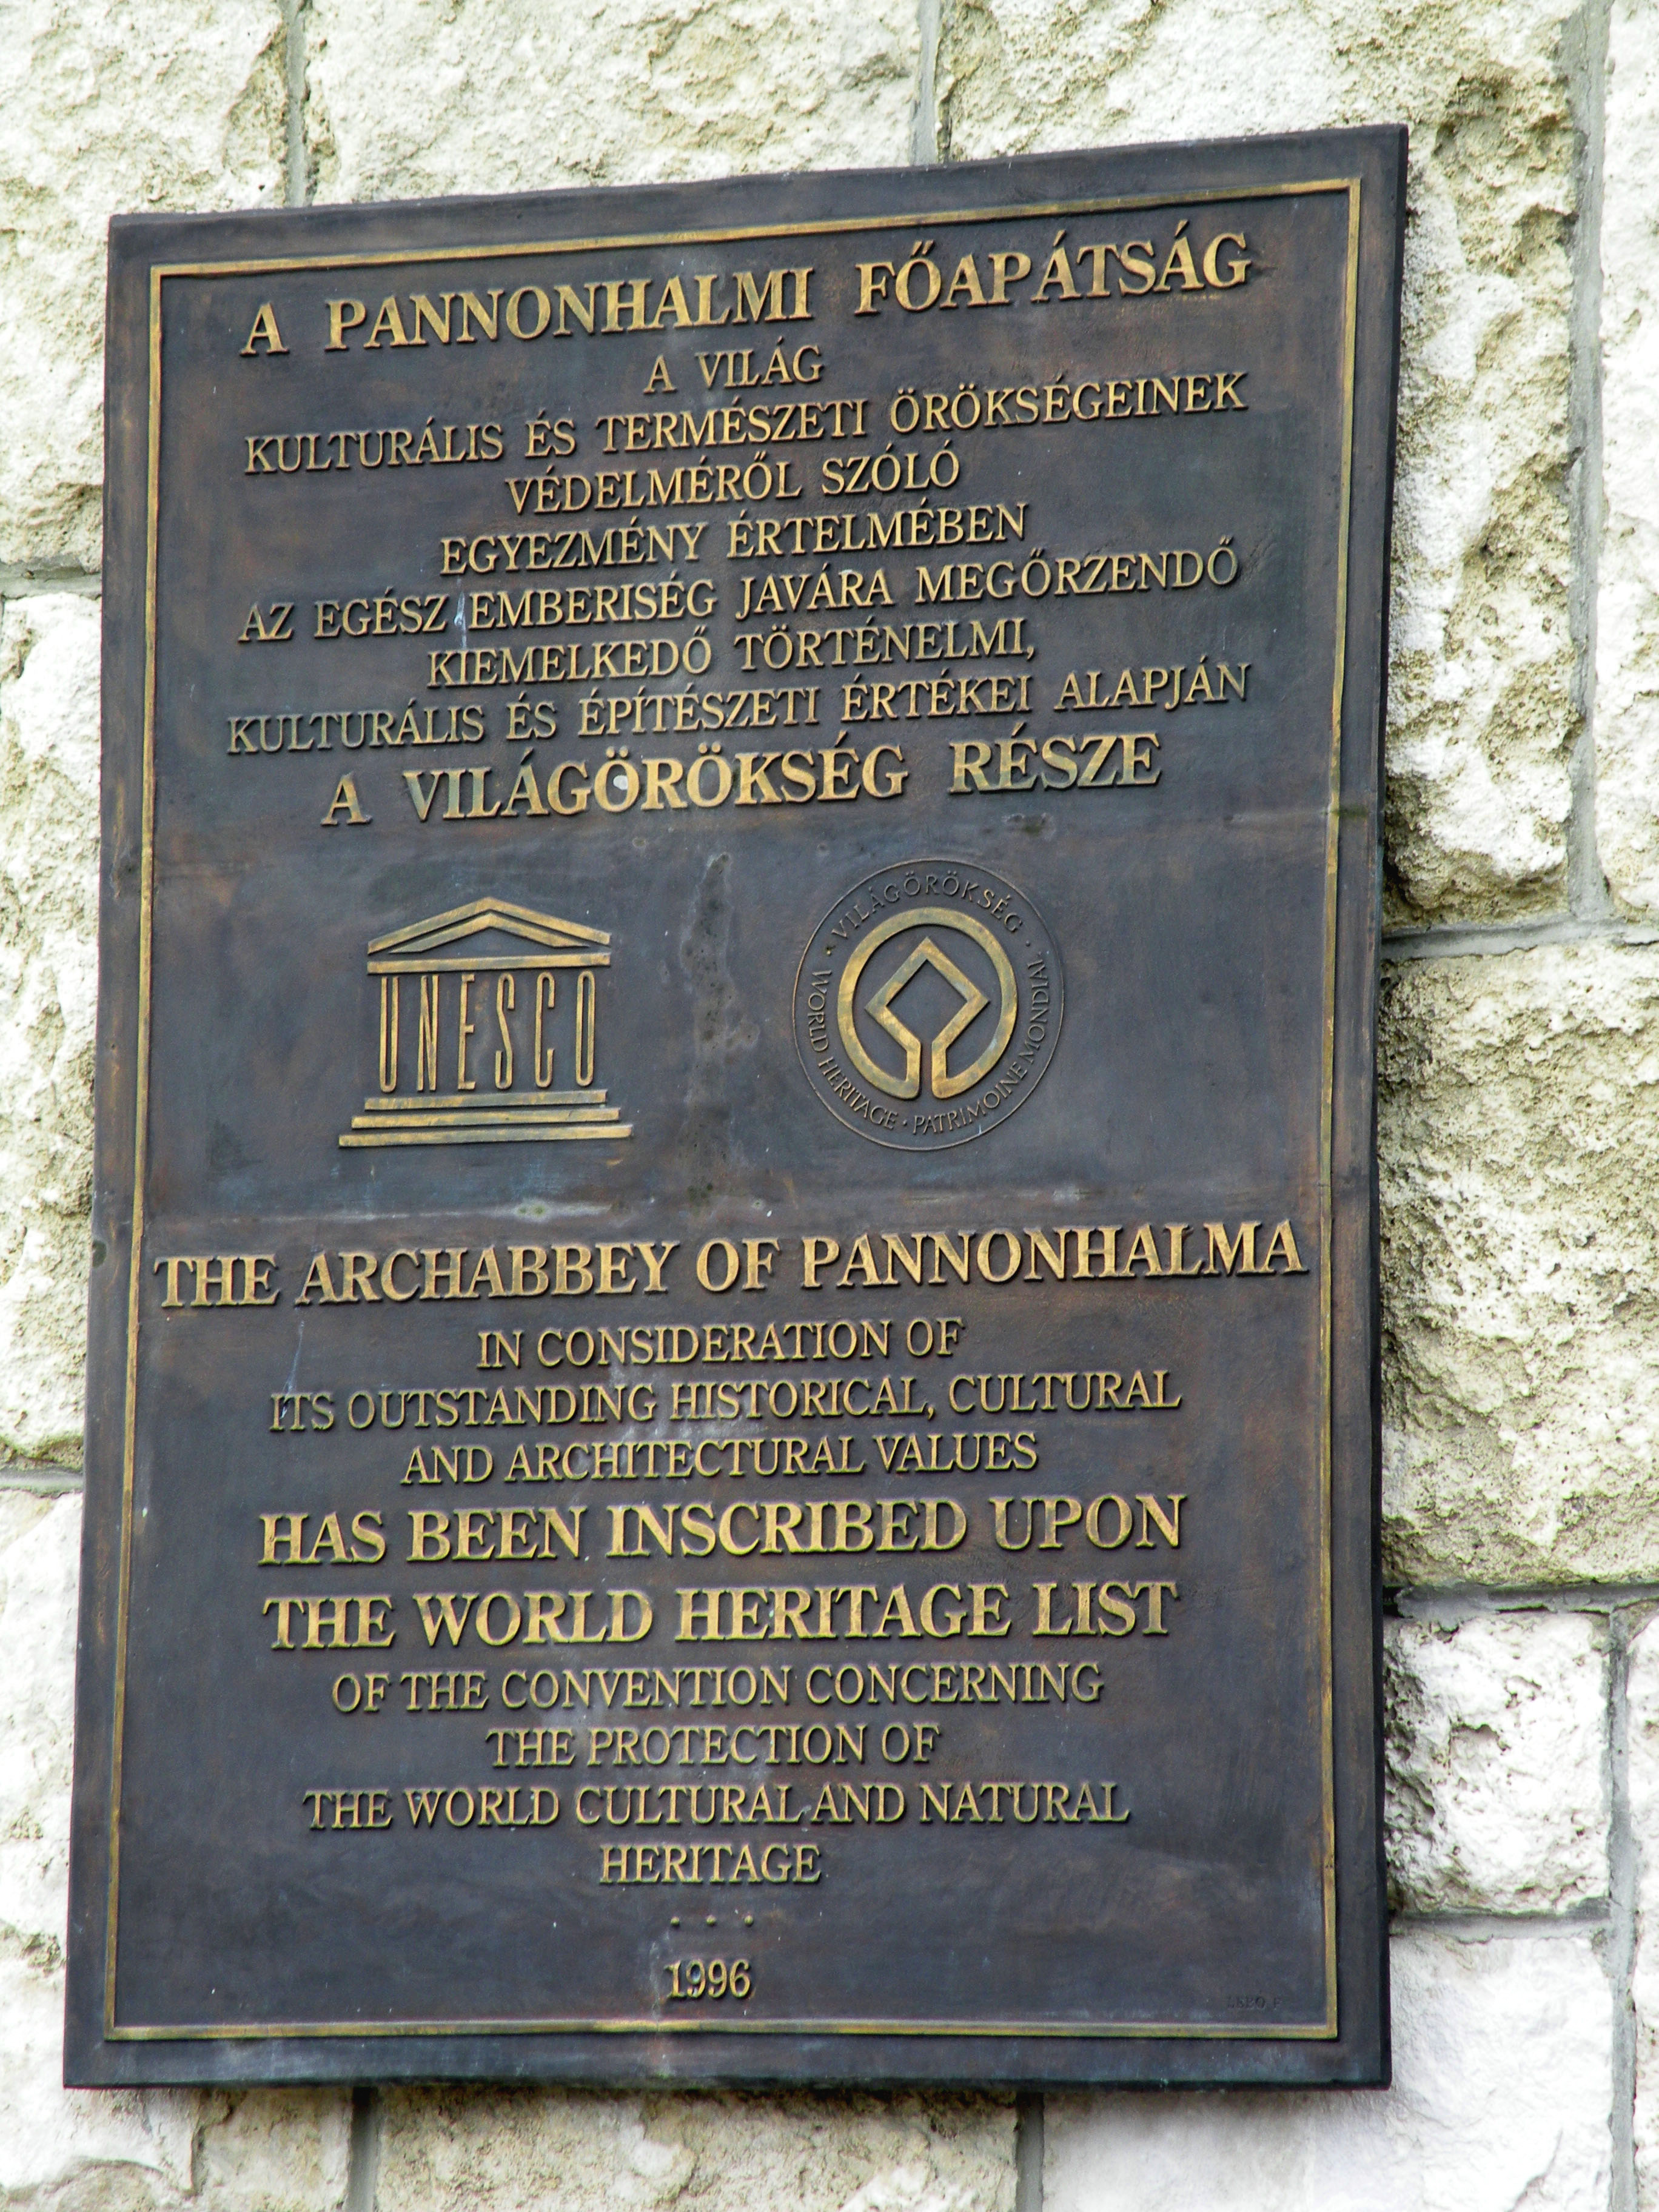 A PANNONHALMI FŐAPÁTSÁG
A VILÁG
KULTURÁLIS ÉS TERMÉSZETI ÖRÖKSÉGEINEK
VÉDELMÉRŐL SZÓLÓ
EGYEZMÉNY ÉRTELMÉBEN
AZ EGÉSZ EMBERISÉG JAVÁRA MEGŐRZENDŐ
KIEMELKEDŐ TÖRTÉNELMI,
KULTURÁLIS ÉS ÉPÍTÉSZETI ÉRTÉKEI ALAPJÁN
A VILÁGÖRÖKSÉG RÉSZE
UNESCO
· VILÁGÖRÖKSÉG · WORLD HERITAGE · PATRIMOINE MONDIAL
THE ARCHABBEY OF PANNONHALMA
IN CONSIDERATION OF
ITS OUTSTANDING HISTORICAL, CULTURAL
AND ARCHITECTURAL VALUES
HAS BEEN INSCRIBED UPON
THE WORLD HERITAGE LIST
OF THE CONVENTION CONCERNING
THE PROTECTION OF
THE WORLD CULTURAL AND NATURAL
HERITAGE
. . .
1996